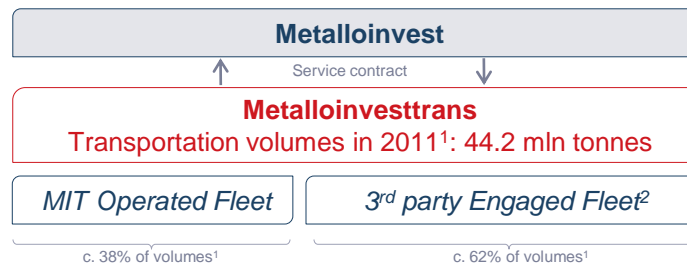 Metalloinvest
Service contract
Metalloinvesttrans
Transportation volumes in 2011¹: 44.2 mln tonnes
MIT Operated Fleet
3rd party Engaged Fleet²
c. 38% of volumes¹
c. 62% of volumes¹